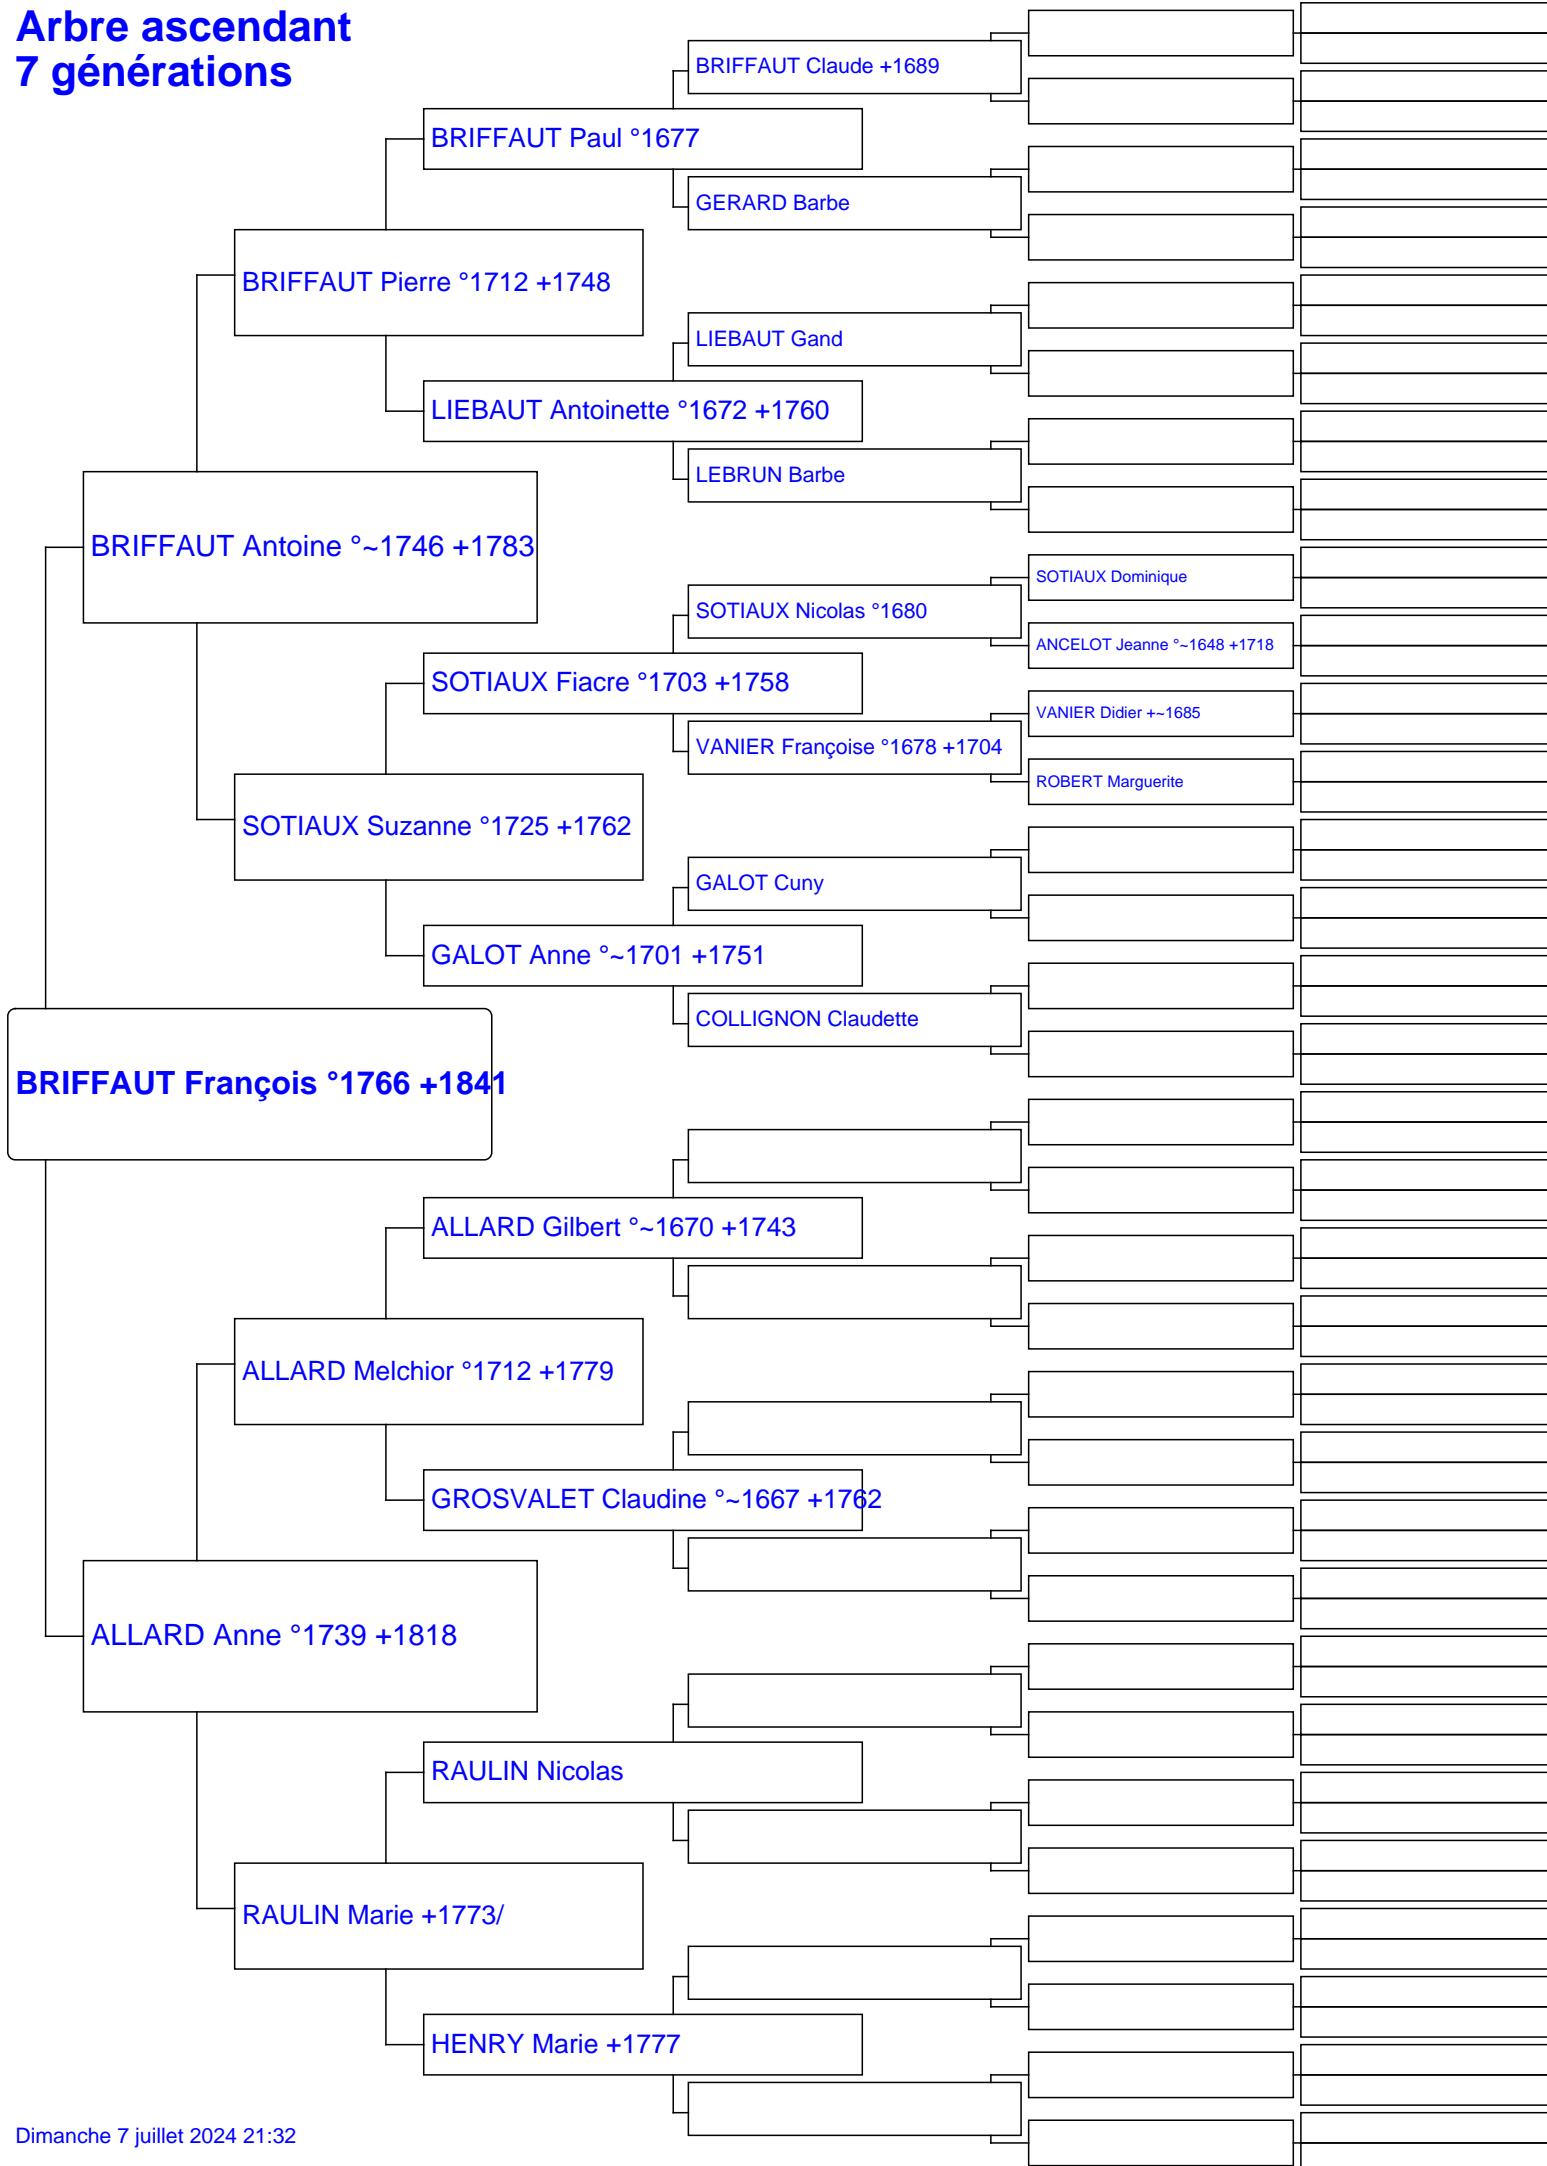 Arbre ascendant
7 générations
BRIFFAUT Claude +1689
BRIFFAUT Paul °1677
GERARD Barbe
BRIFFAUT Pierre °1712 +1748
LIEBAUT Gand
LIEBAUT Antoinette °1672 +1760
LEBRUN Barbe
BRIFFAUT Antoine °~1746 +1783
SOTIAUX Dominique
SOTIAUX Nicolas °1680
ANCELOT Jeanne °~1648 +1718
SOTIAUX Fiacre °1703 +1758
VANIER Didier +~1685
VANIER Françoise °1678 +1704
ROBERT Marguerite
SOTIAUX Suzanne °1725 +1762
GALOT Cuny
GALOT Anne °~1701 +1751
COLLIGNON Claudette
BRIFFAUT François °1766 +1841
ALLARD Gilbert °~1670 +1743
ALLARD Melchior °1712 +1779
GROSVALET Claudine °~1667 +1762
ALLARD Anne °1739 +1818
RAULIN Nicolas
RAULIN Marie +1773/
HENRY Marie +1777
Dimanche 7 juillet 2024 21:32